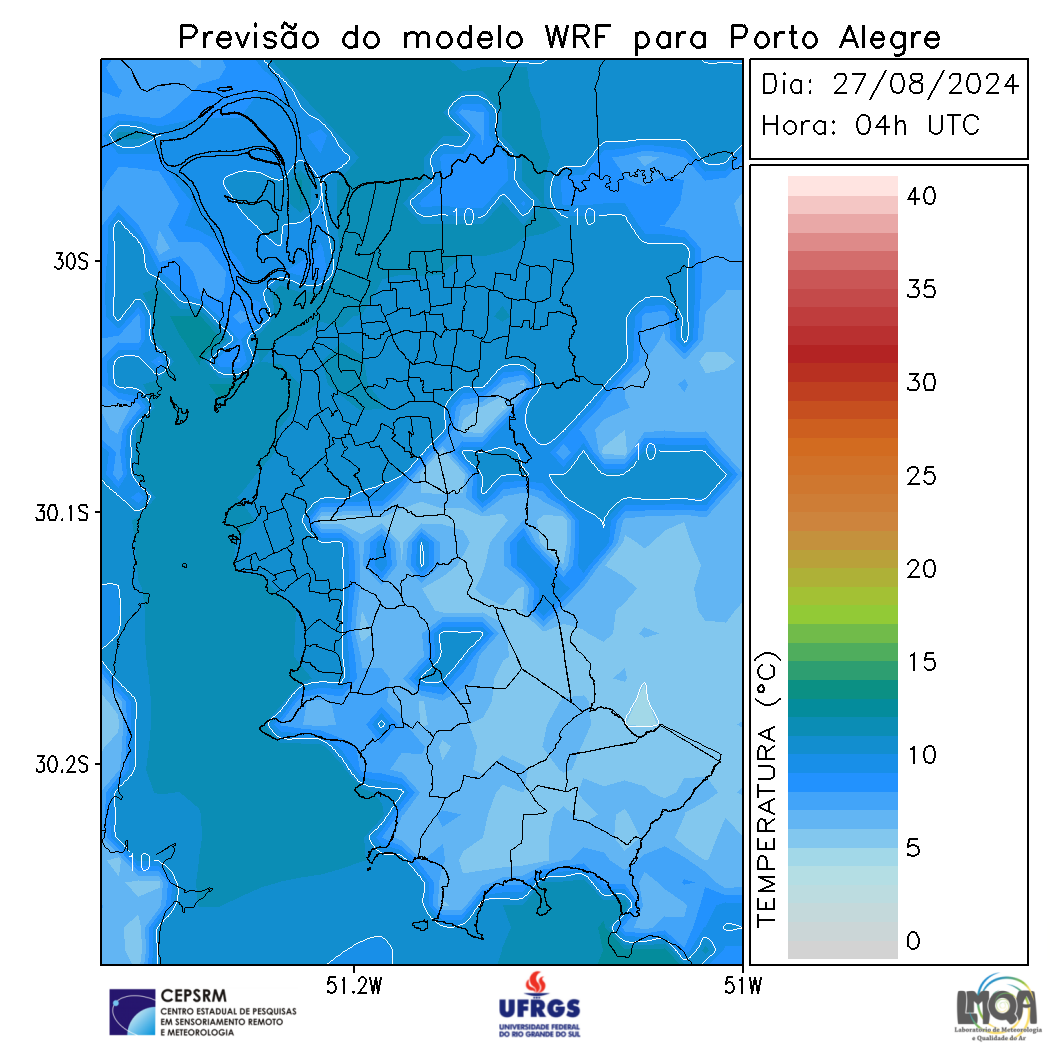 Previsão do modelo WRF para Porto Alegre
Dia: 27/08/2024
Hora: 04h UTC
40
35
30
25
20
15
10
5
0
TEMPERATURA (°C)
30S
30.1S
30.2S
51.2W
51W
10
10
10
10
CEPSRM
CENTRO ESTADUAL DE PESQUISAS
EM SENSORIAMENTO REMOTO
E METEOROLOGIA
UFRGS
UNIVERSIDADE FEDERAL
DO RIO GRANDE DO SUL
LMQA
Laboratório de Meteorologia
e Qualidade do Ar